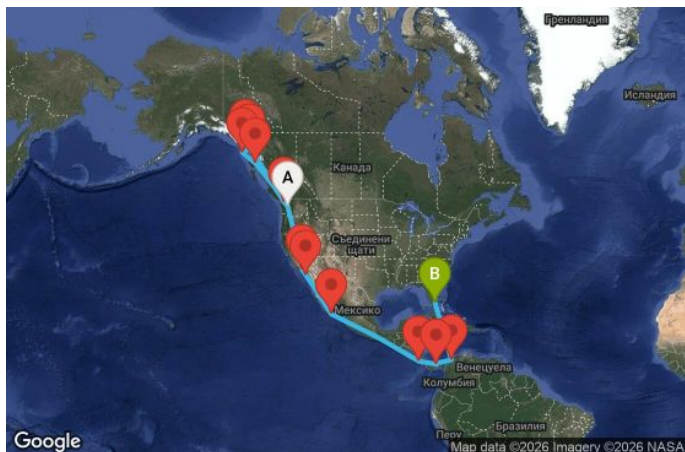 Гренландия
Исландия
Канада
A
Съединени
щати
B
Мексико
Венецуела
Колумбия
Перу
Бразилия
Google
Map data ©2026 Imagery ©2026 NASA